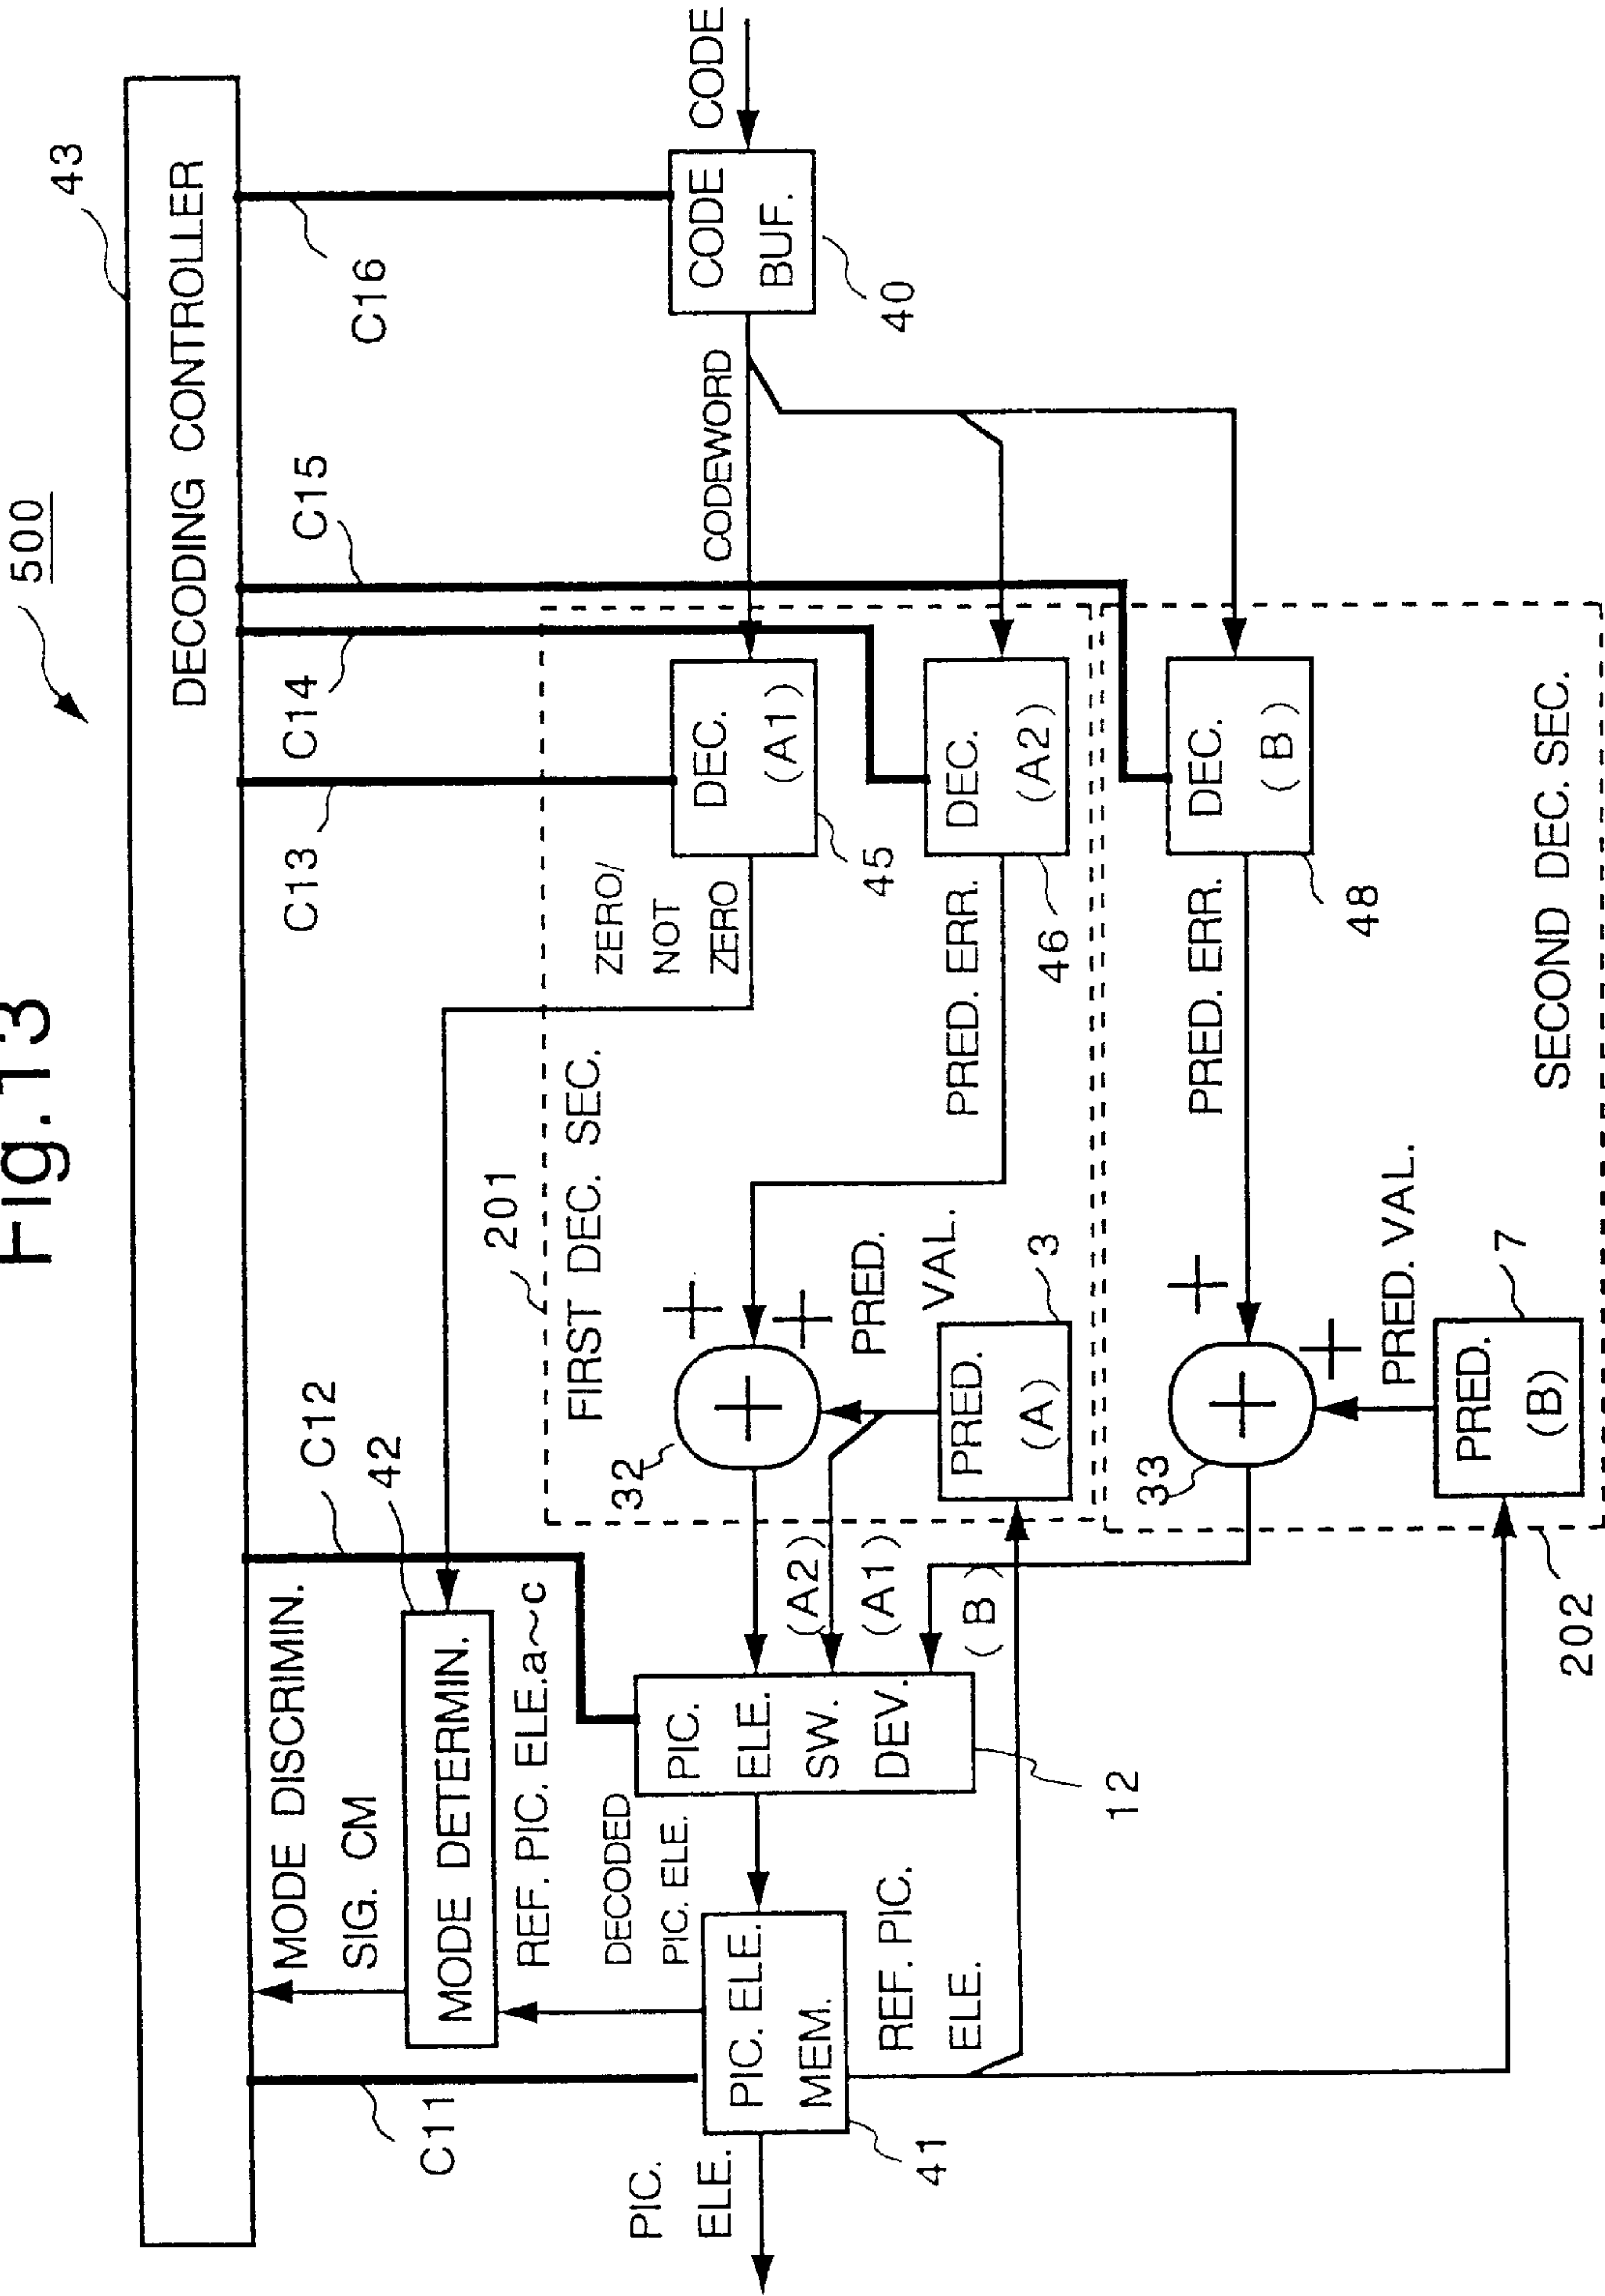 Fig.13
500
43
DECODING CONTROLLER
C11
MODE DISCRIMIN.
SIG. CM
C12
C13
C14
C15
C16
42
MODE DETERMIN.
REF. PIC. ELE.a~c
PIC.
ELE.
PIC. ELE.
MEM.
41
DECODED
PIC. ELE.
REF. PIC.
ELE.
PIC.
ELE.
SW.
DEV.
12
(A2)
(A1)
(B)
201
FIRST DEC. SEC.
32
+
+
+
PRED.
VAL.
PRED.
(A)
3
ZERO/
NOT
ZERO
DEC.
(A1)
45
PRED. ERR.
DEC.
(A2)
46
CODEWORD
CODE
BUF.
40
CODE
202
SECOND DEC. SEC.
33
+
+
+
PRED. VAL.
PRED.
(B)
7
PRED. ERR.
DEC.
(B)
48